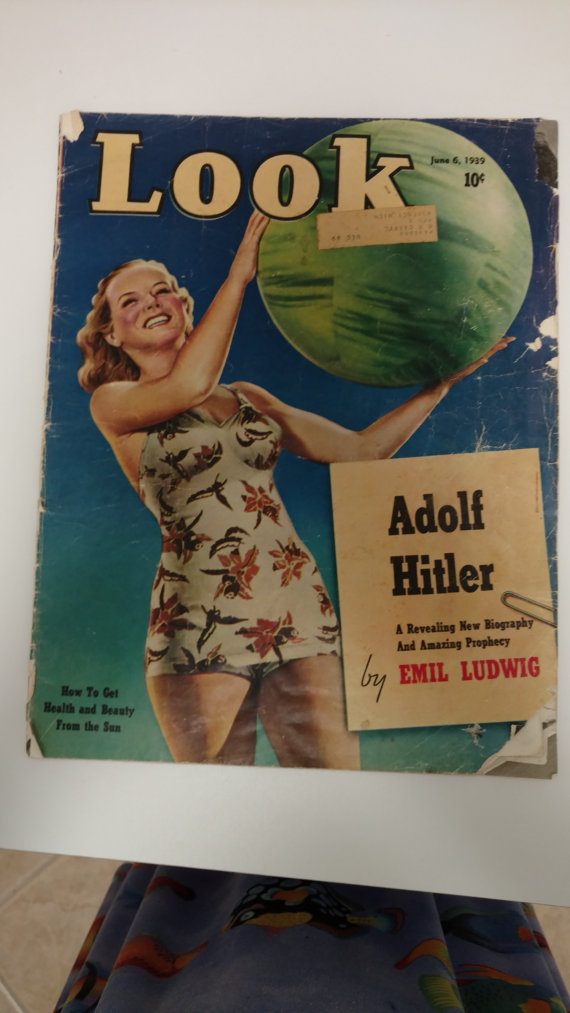 Look
June 6, 1939
10¢
Adolf
Hitler
A Revealing New Biography
And Amazing Prophecy
by EMIL LUDWIG
How To Get
Health and Beauty
From the Sun